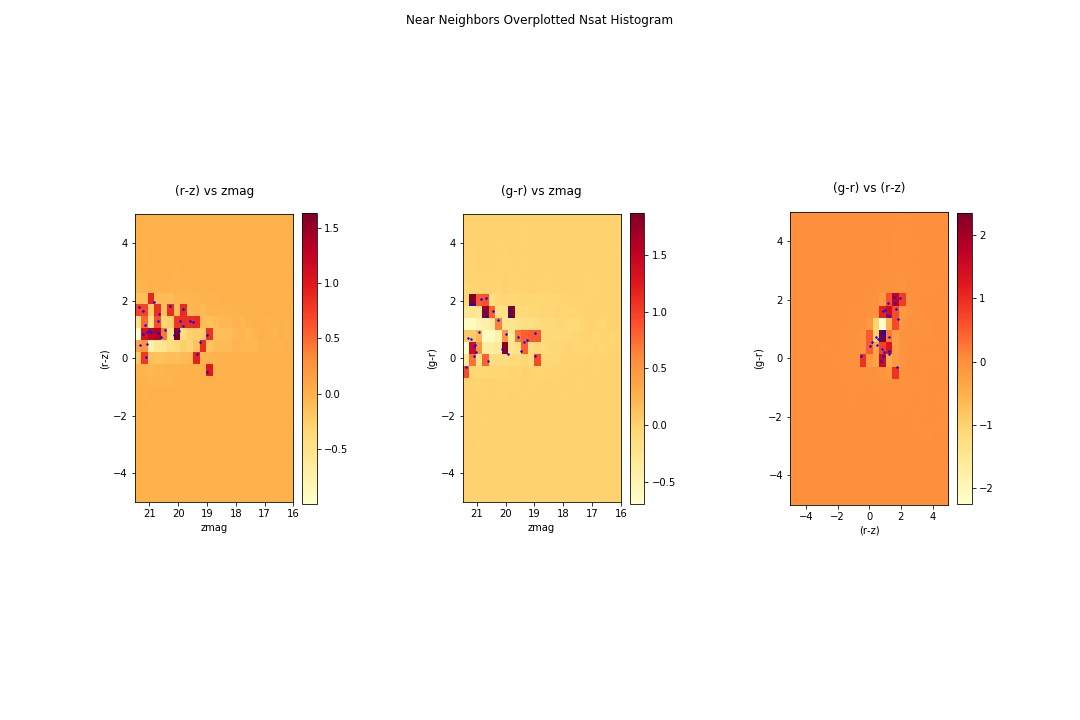 Near Neighbors Overplotted Nsat Histogram
(r-z) vs zmag
(g-r) vs zmag
(g-r) vs (r-z)
4
2
0
−2
−4
(r-z)
21 20 19 18 17 16
zmag
1.5
1.0
0.5
0.0
−0.5
4
2
0
−2
−4
(g-r)
21 20 19 18 17 16
zmag
1.5
1.0
0.5
0.0
−0.5
4
2
0
−2
−4
(g-r)
−4 −2 0 2 4
(r-z)
2
1
0
−1
−2